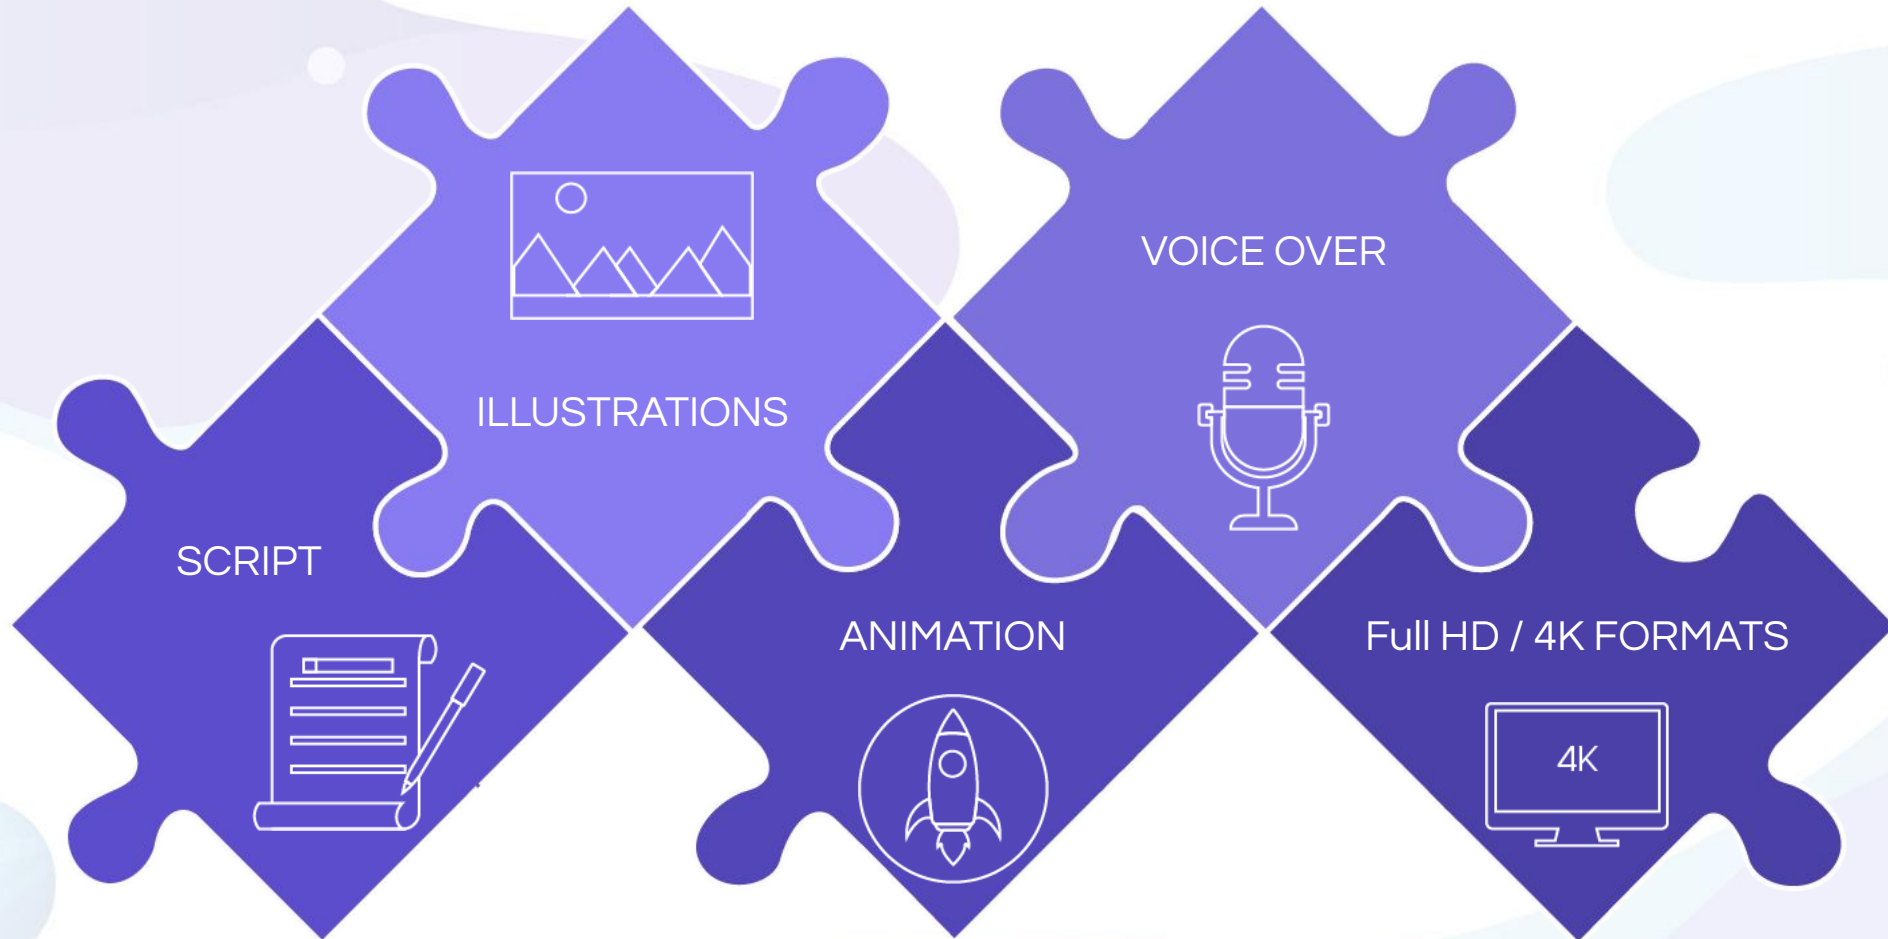 SCRIPT
ILLUSTRATIONS
ANIMATION
VOICE OVER
Full HD / 4K FORMATS
4K